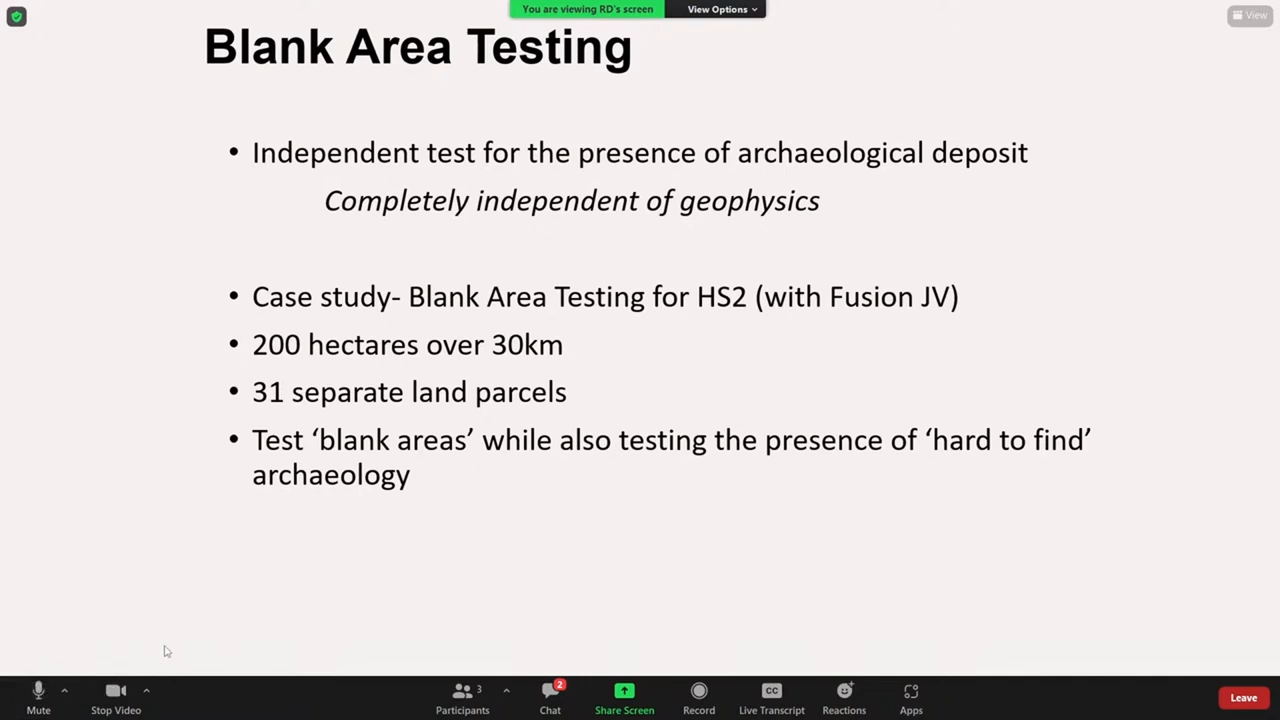 You are viewing RD's screen
View Options
View
Blank Area Testing
• Independent test for the presence of archaeological deposit
Completely independent of geophysics
• Case study- Blank Area Testing for HS2 (with Fusion JV)
• 200 hectares over 30km
• 31 separate land parcels
• Test ‘blank areas’ while also testing the presence of ‘hard to find’
archaeology
Mute
Stop Video
3
Participants
2
Chat
Share Screen
Record
CC
Live Transcript
Reactions
Apps
Leave